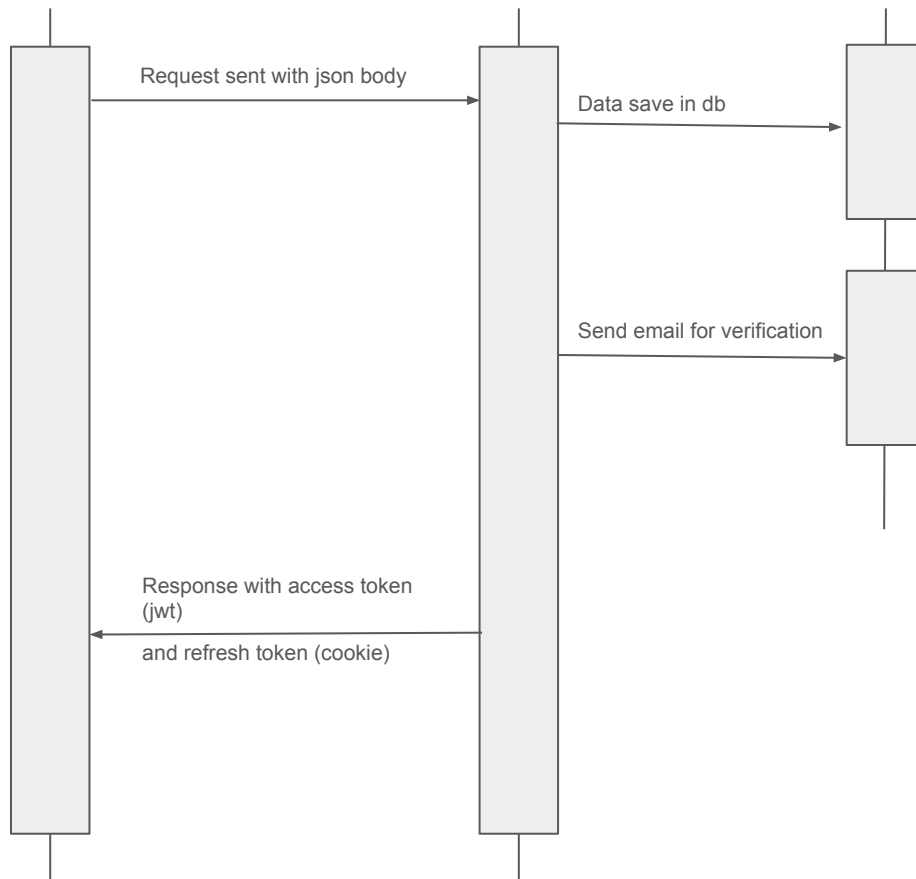 Request sent with json body
Data save in db
Send email for verification
Response with access token
(jwt)
and refresh token (cookie)